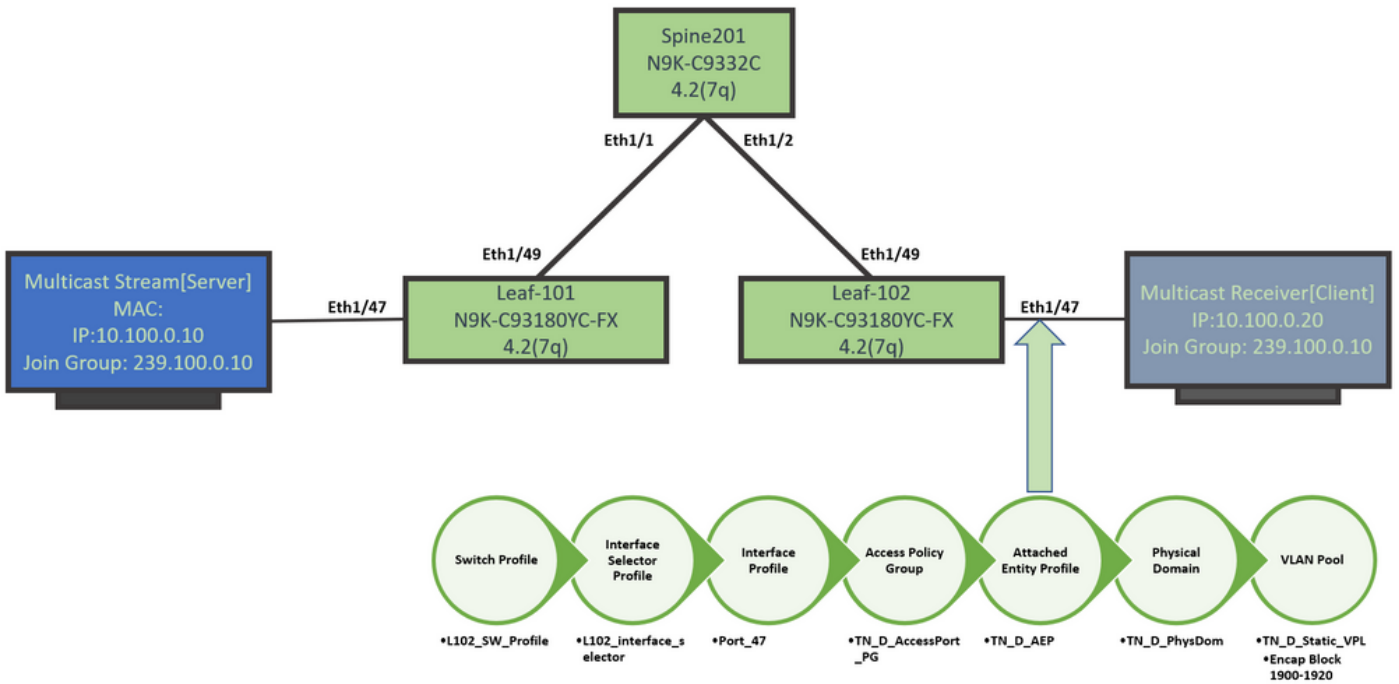 Spine201
N9K-C9332C
4.2(7q)
Eth1/1
Eth1/2
Eth1/49
Eth1/49
Multicast Stream[Server]
MAC:
IP:10.100.0.10
Join Group: 239.100.0.10
Eth1/47
Leaf-101
N9K-C93180YC-FX
4.2(7q)
Leaf-102
N9K-C93180YC-FX
4.2(7q)
Eth1/47
Multicast Receiver[Client]
IP:10.100.0.20
Join Group: 239.100.0.10
Switch Profile
•L102_SW_Profile
Interface
Selector
Profile
•L102_interface_s
elector
Interface
Profile
•Port_47
Access Policy
Group
•TN_D_AccessPort
_PG
Attached
Entity Profile
•TN_D_AEP
Physical
Domain
•TN_D_PhysDom
VLAN Pool
•TN_D_Static_VPL
•Encap Block
1900-1920